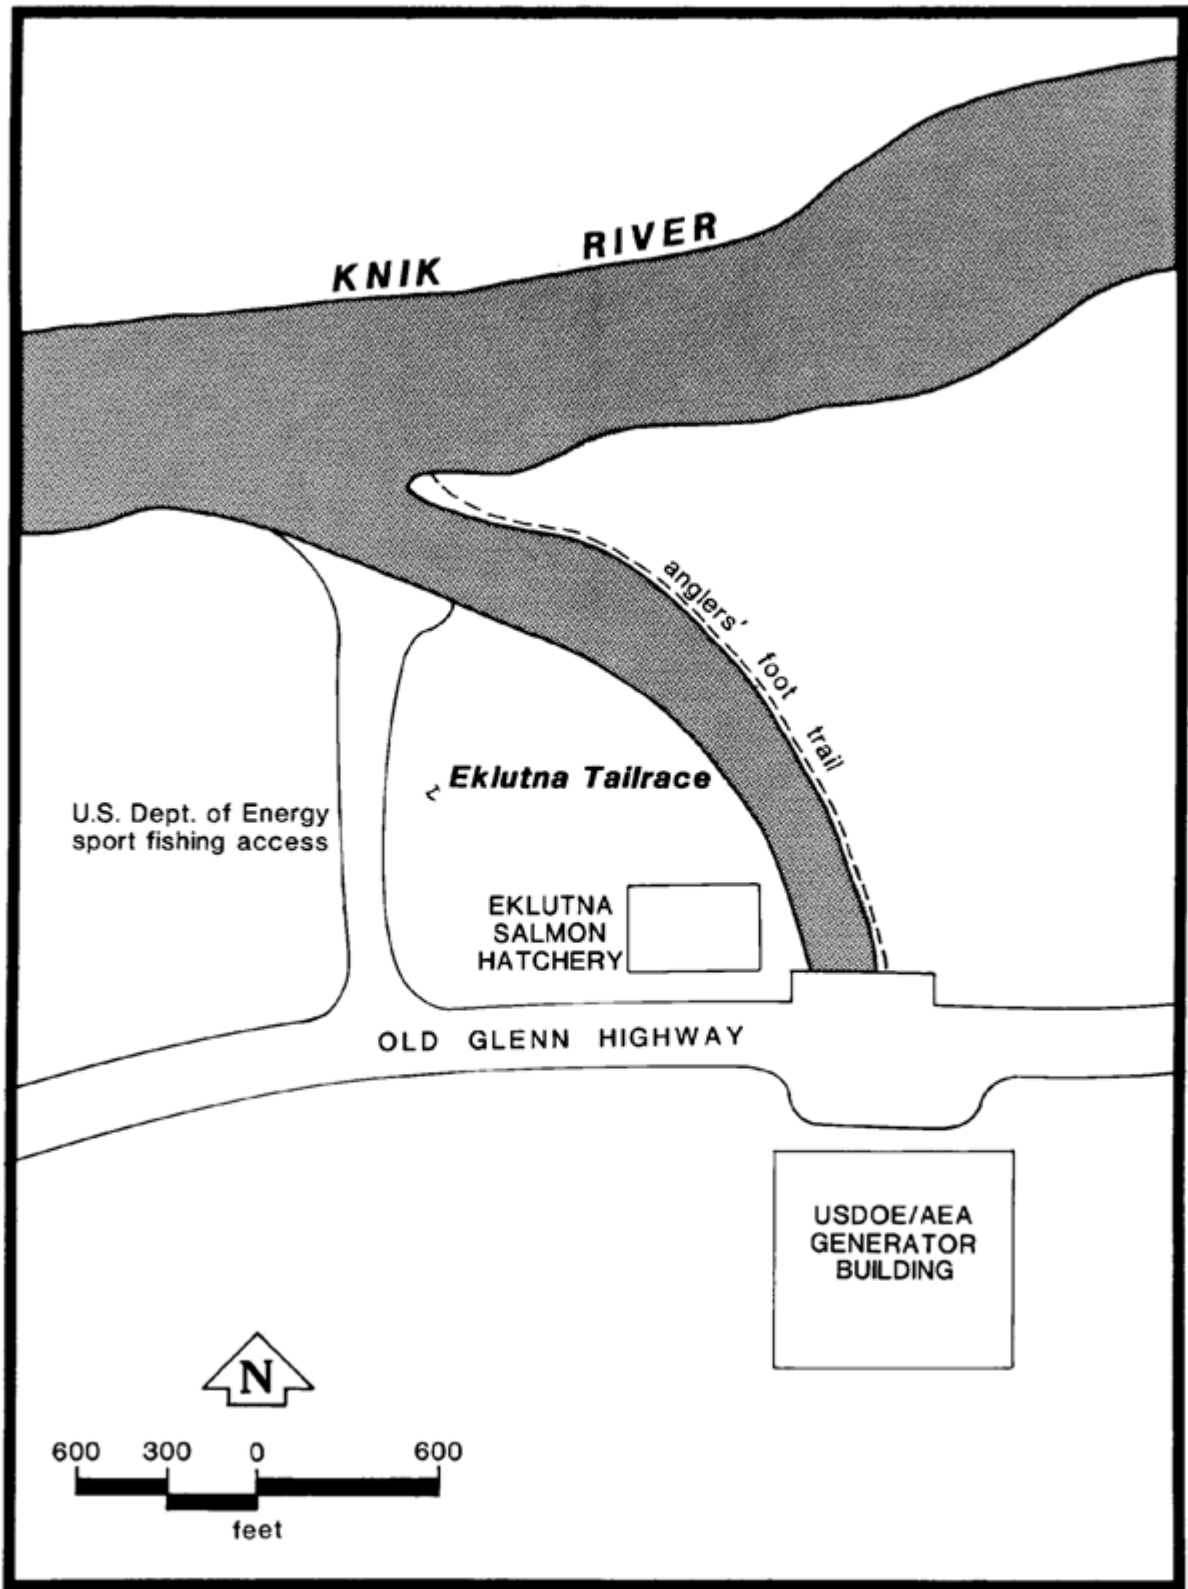 KNIK RIVER
anglers' foot trail
Eklutna Tailrace
U.S. Dept. of Energy
sport fishing access
EKLUTNA
SALMON
HATCHERY
OLD GLENN HIGHWAY
USDOE/AEA
GENERATOR
BUILDING
N
600 300 0 600
feet